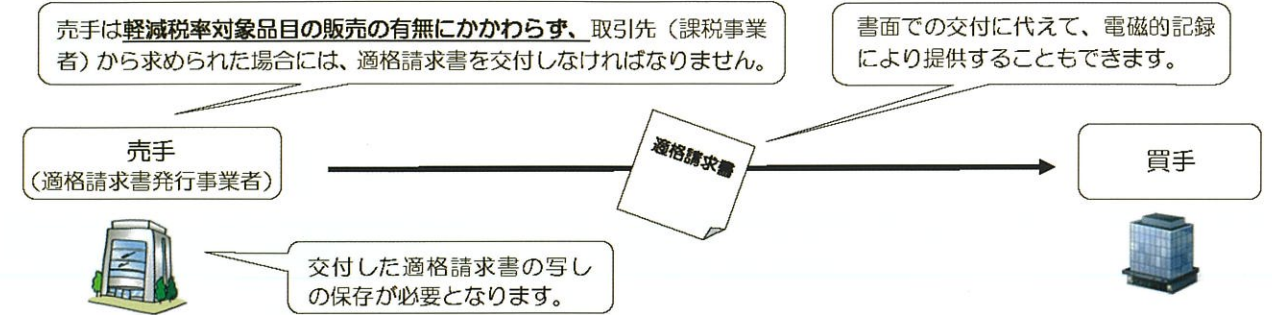 売手は軽減税率対象品目の販売の有無にかかわらず、取引先（課税事業
者）から求められた場合には、適格請求書を交付しなければなりません。
書面での交付に代えて、電磁的記録
により提供することもできます。
売手
（適格請求書発行事業者）
適格請求書
買手
交付した適格請求書の写し
の保存が必要となります。